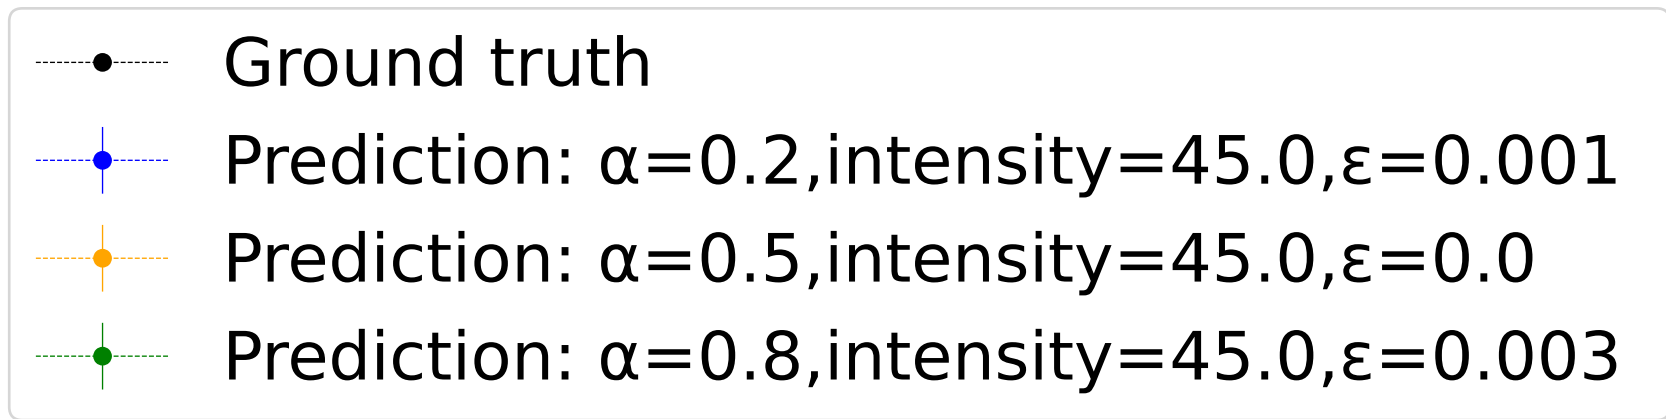 Ground truth
Prediction: α=0.2,intensity=45.0,ε=0.001
Prediction: α=0.5,intensity=45.0,ε=0.0
Prediction: α=0.8,intensity=45.0,ε=0.003